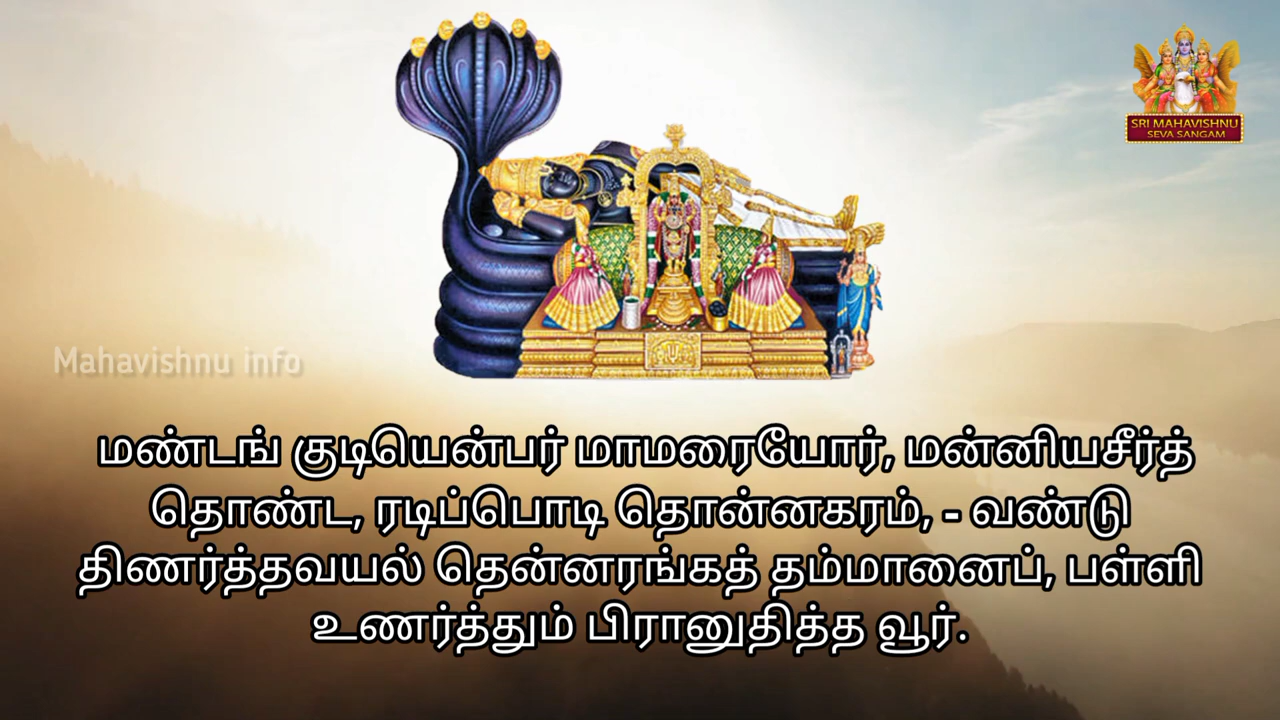 SRI MAHAVISHNU
SEVA SANGAM
Mahavishnu info
மண்டங் குடியென்பர் மாமரையோர், மன்னியசீர்த்
தொண்ட, ரடிப்பொடி தொன்னகரம், - வண்டு
திணர்த்தவயல் தென்னரங்கத் தம்மானைப், பள்ளி
உணர்த்தும் பிரானுதித்த வூர்.